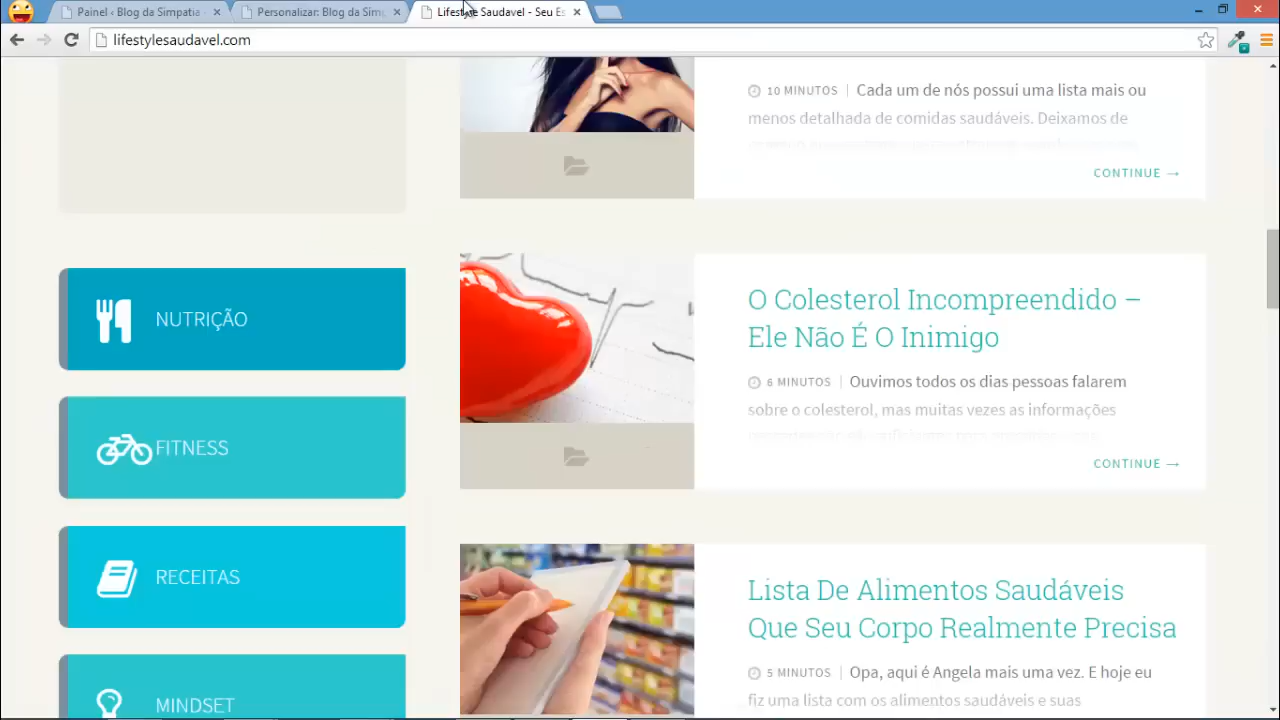 Painel ‹ Blog da Simpatia
Personalizar: Blog da Sim
Lifestyle Saudavel - Seu Es
lifestylesaudavel.com
10 MINUTOS | Cada um de nós possui uma lista mais ou
menos detalhada de comidas saudáveis. Deixamos de
CONTINUE →
NUTRIÇÃO
FITNESS
RECEITAS
MINDSET
O Colesterol Incompreendido –
Ele Não É O Inimigo
6 MINUTOS | Ouvimos todos os dias pessoas falarem
sobre o colesterol, mas muitas vezes as informações
CONTINUE →
Lista De Alimentos Saudáveis
Que Seu Corpo Realmente Precisa
5 MINUTOS | Opa, aqui é Angela mais uma vez. E hoje eu
fiz uma lista com os alimentos saudáveis e suas